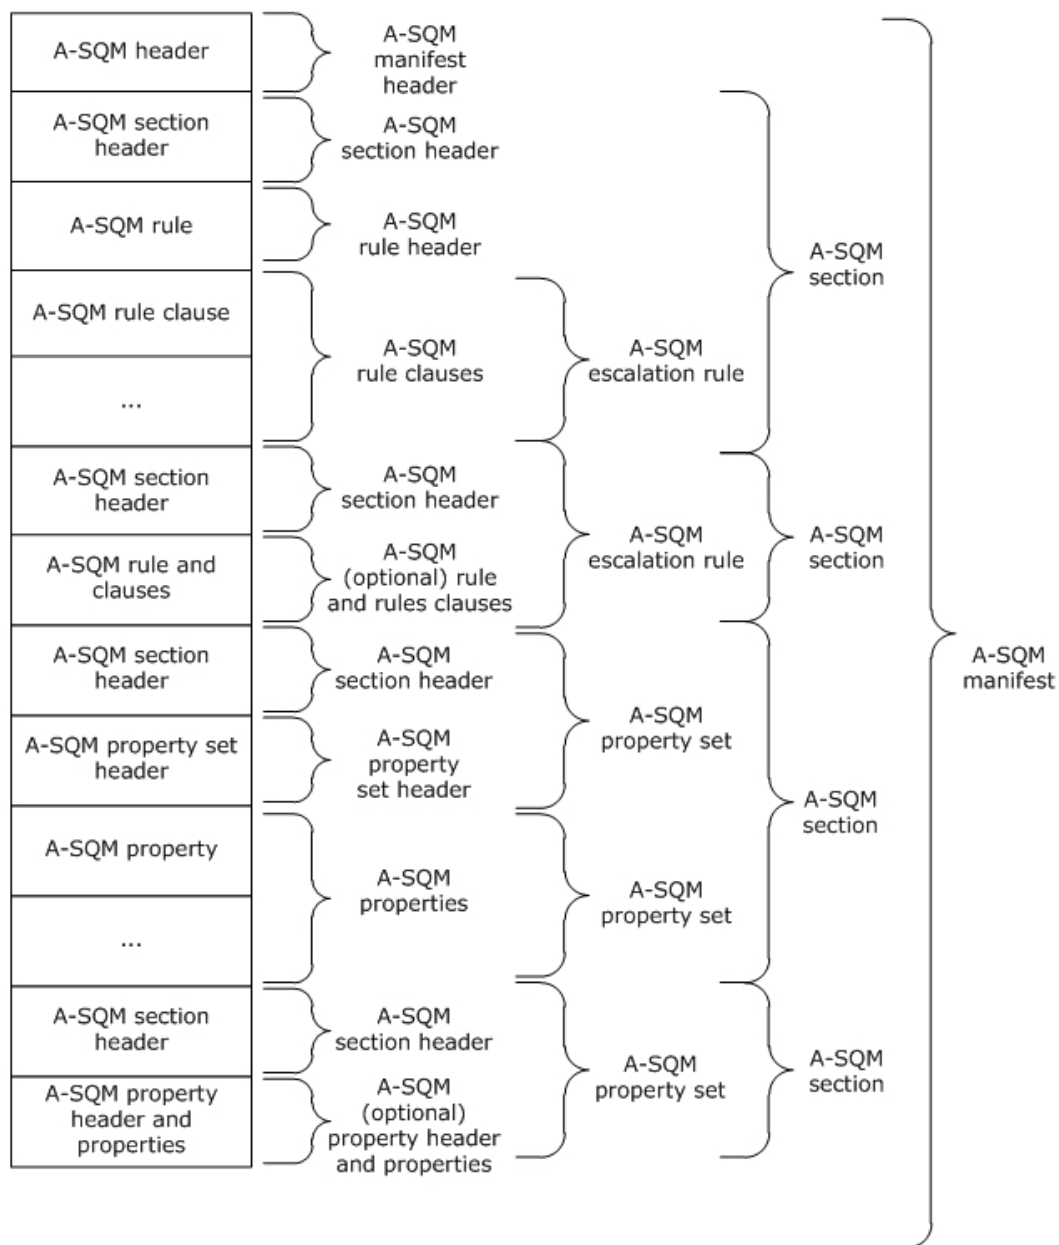 A-SQM header
A-SQM section
header
A-SQM rule
A-SQM rule clause
...
A-SQM section
header
A-SQM rule and
clauses
A-SQM section
header
A-SQM property set
header
A-SQM property
...
A-SQM section
header
A-SQM property
header and
properties
A-SQM
manifest
header
A-SQM
section header
A-SQM
rule header
A-SQM
rule clauses
A-SQM
section header
A-SQM
(optional) rule
and rules clauses
A-SQM
section header
A-SQM
property
set header
A-SQM
properties
A-SQM
section header
A-SQM
(optional)
property header
and properties
A-SQM
escalation rule
A-SQM
escalation rule
A-SQM
property set
A-SQM
property set
A-SQM
property set
A-SQM
section
A-SQM
section
A-SQM
section
A-SQM
section
A-SQM
manifest